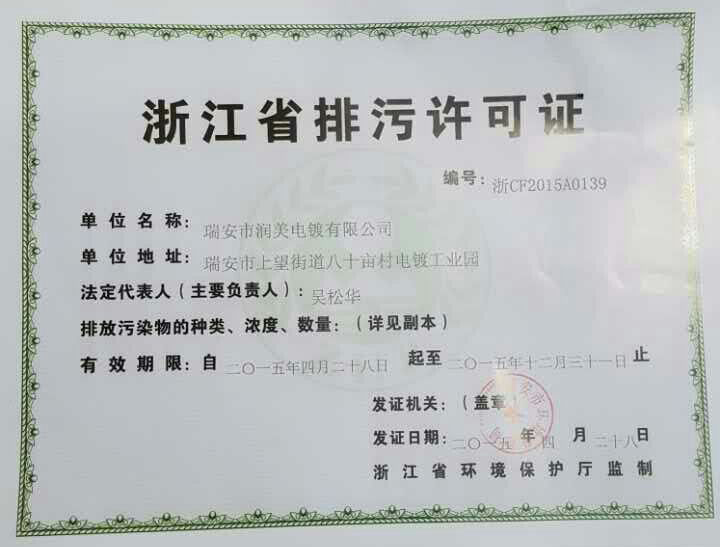 浙江省排污许可证
编号：浙CF2015A0139
单位名称：瑞安市润美电镀有限公司
单位地址：瑞安市上望街道八十亩村电镀工业园
法定代表人（主要负责人）：吴松华
排放污染物的种类、浓度、数量：（详见副本）
有效期限：自 二〇一五年四月二十八日 起至 二〇一五年十二月三十一日 止
发证机关：（盖章）
发证日期：二〇一五 年 四 月 二十八日
浙江省环境保护厅监制